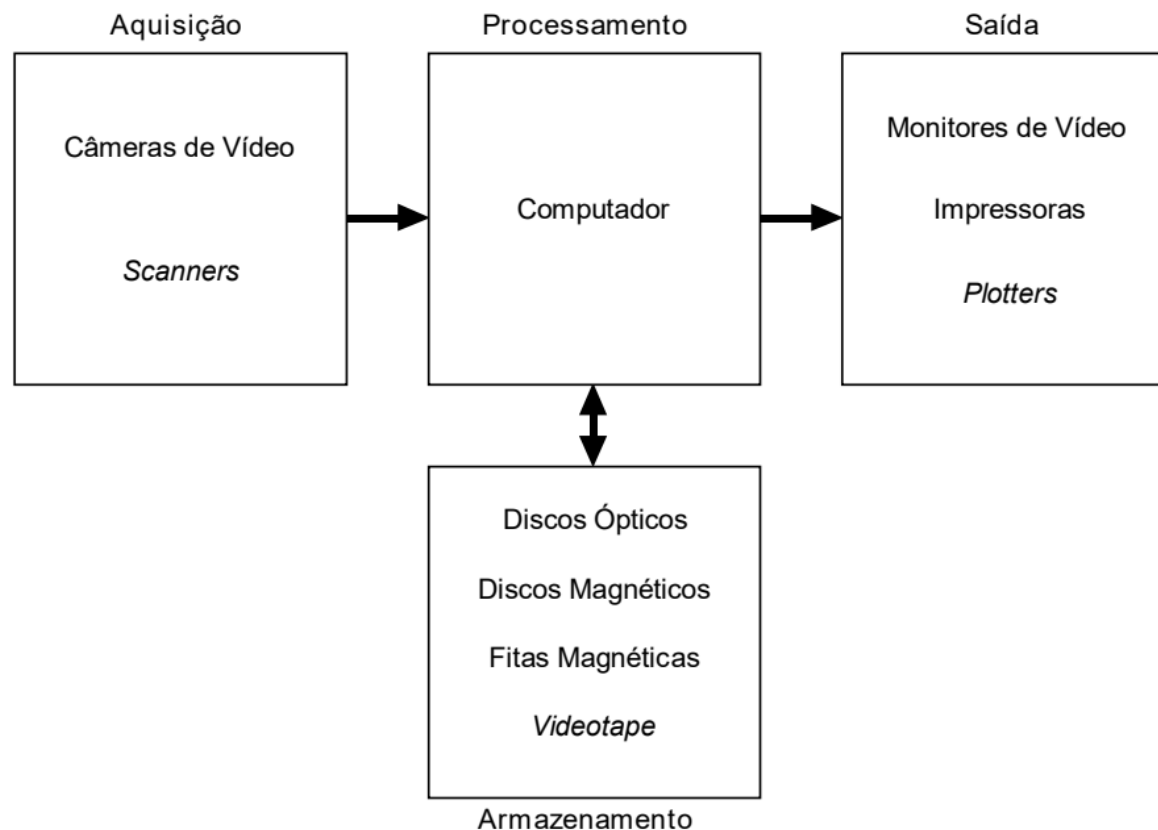 Aquisição
Processamento
Saída
Câmeras de Vídeo
Scanners
Computador
Monitores de Vídeo
Impressoras
Plotters
Discos Ópticos
Discos Magnéticos
Fitas Magnéticas
Videotape
Armazenamento